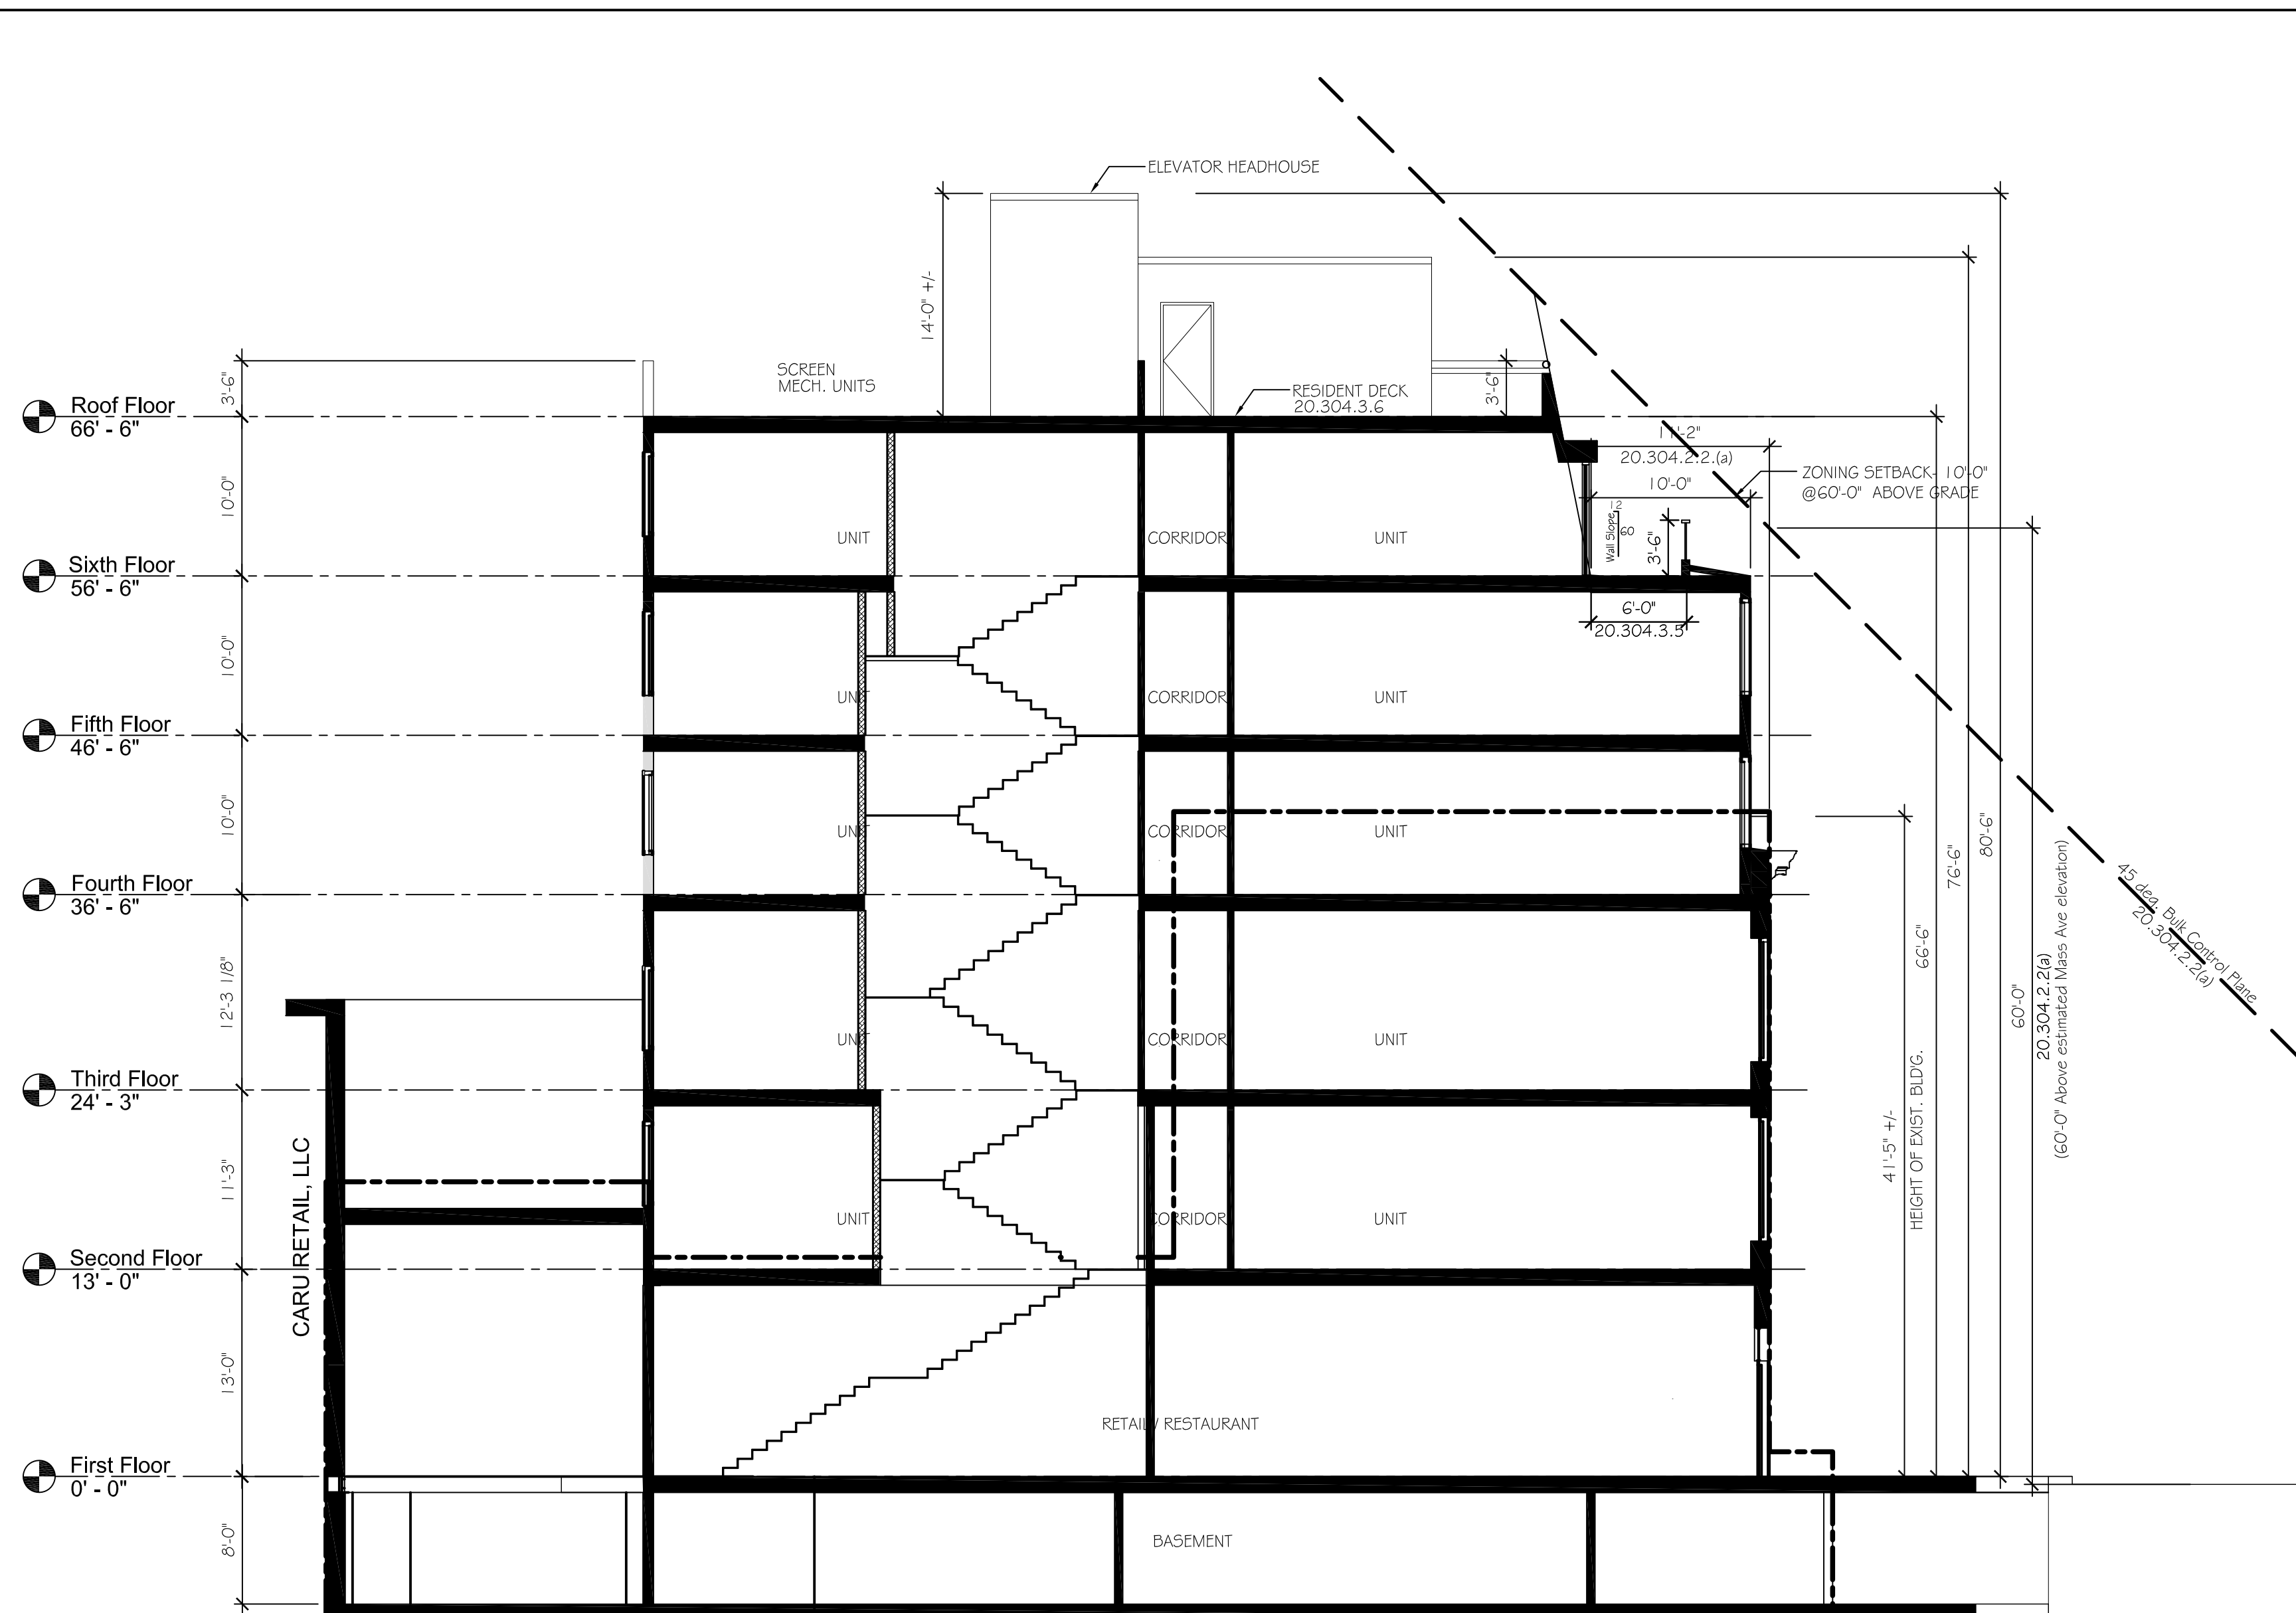 ELEVATOR HEADHOUSE
14'-0" +/-
3'-6"
SCREEN
MECH. UNITS
RESIDENT DECK
20.304.3.6
3'-6"
Roof Floor
66' - 6"
11'-2"
20.304.2.2.(a)
10'-0"
ZONING SETBACK- 10'-0"
@60'-0" ABOVE GRADE
10'-0"
Wall Slope
12
60
3'-6"
UNIT
CORRIDOR
UNIT
Sixth Floor
56' - 6"
6'-0"
20.304.3.5
10'-0"
UNIT
CORRIDOR
UNIT
Fifth Floor
46' - 6"
10'-0"
UNIT
CORRIDOR
UNIT
Fourth Floor
36' - 6"
12'-3 1/8"
UNIT
CORRIDOR
UNIT
Third Floor
24' - 3"
11'-3"
UNIT
CORRIDOR
UNIT
Second Floor
13' - 0"
CARU RETAIL, LLC
13'-0"
RETAIL/ RESTAURANT
First Floor
0' - 0"
8'-0"
BASEMENT
41'-5" +/-
HEIGHT OF EXIST. BLD'G.
66'-6"
76'-6"
80'-6"
60'-0"
20.304.2.2(a)
(60'-0" Above estimated Mass Ave elevation)
45 deg. Bulk Control Plane
20.304.2.2(a)